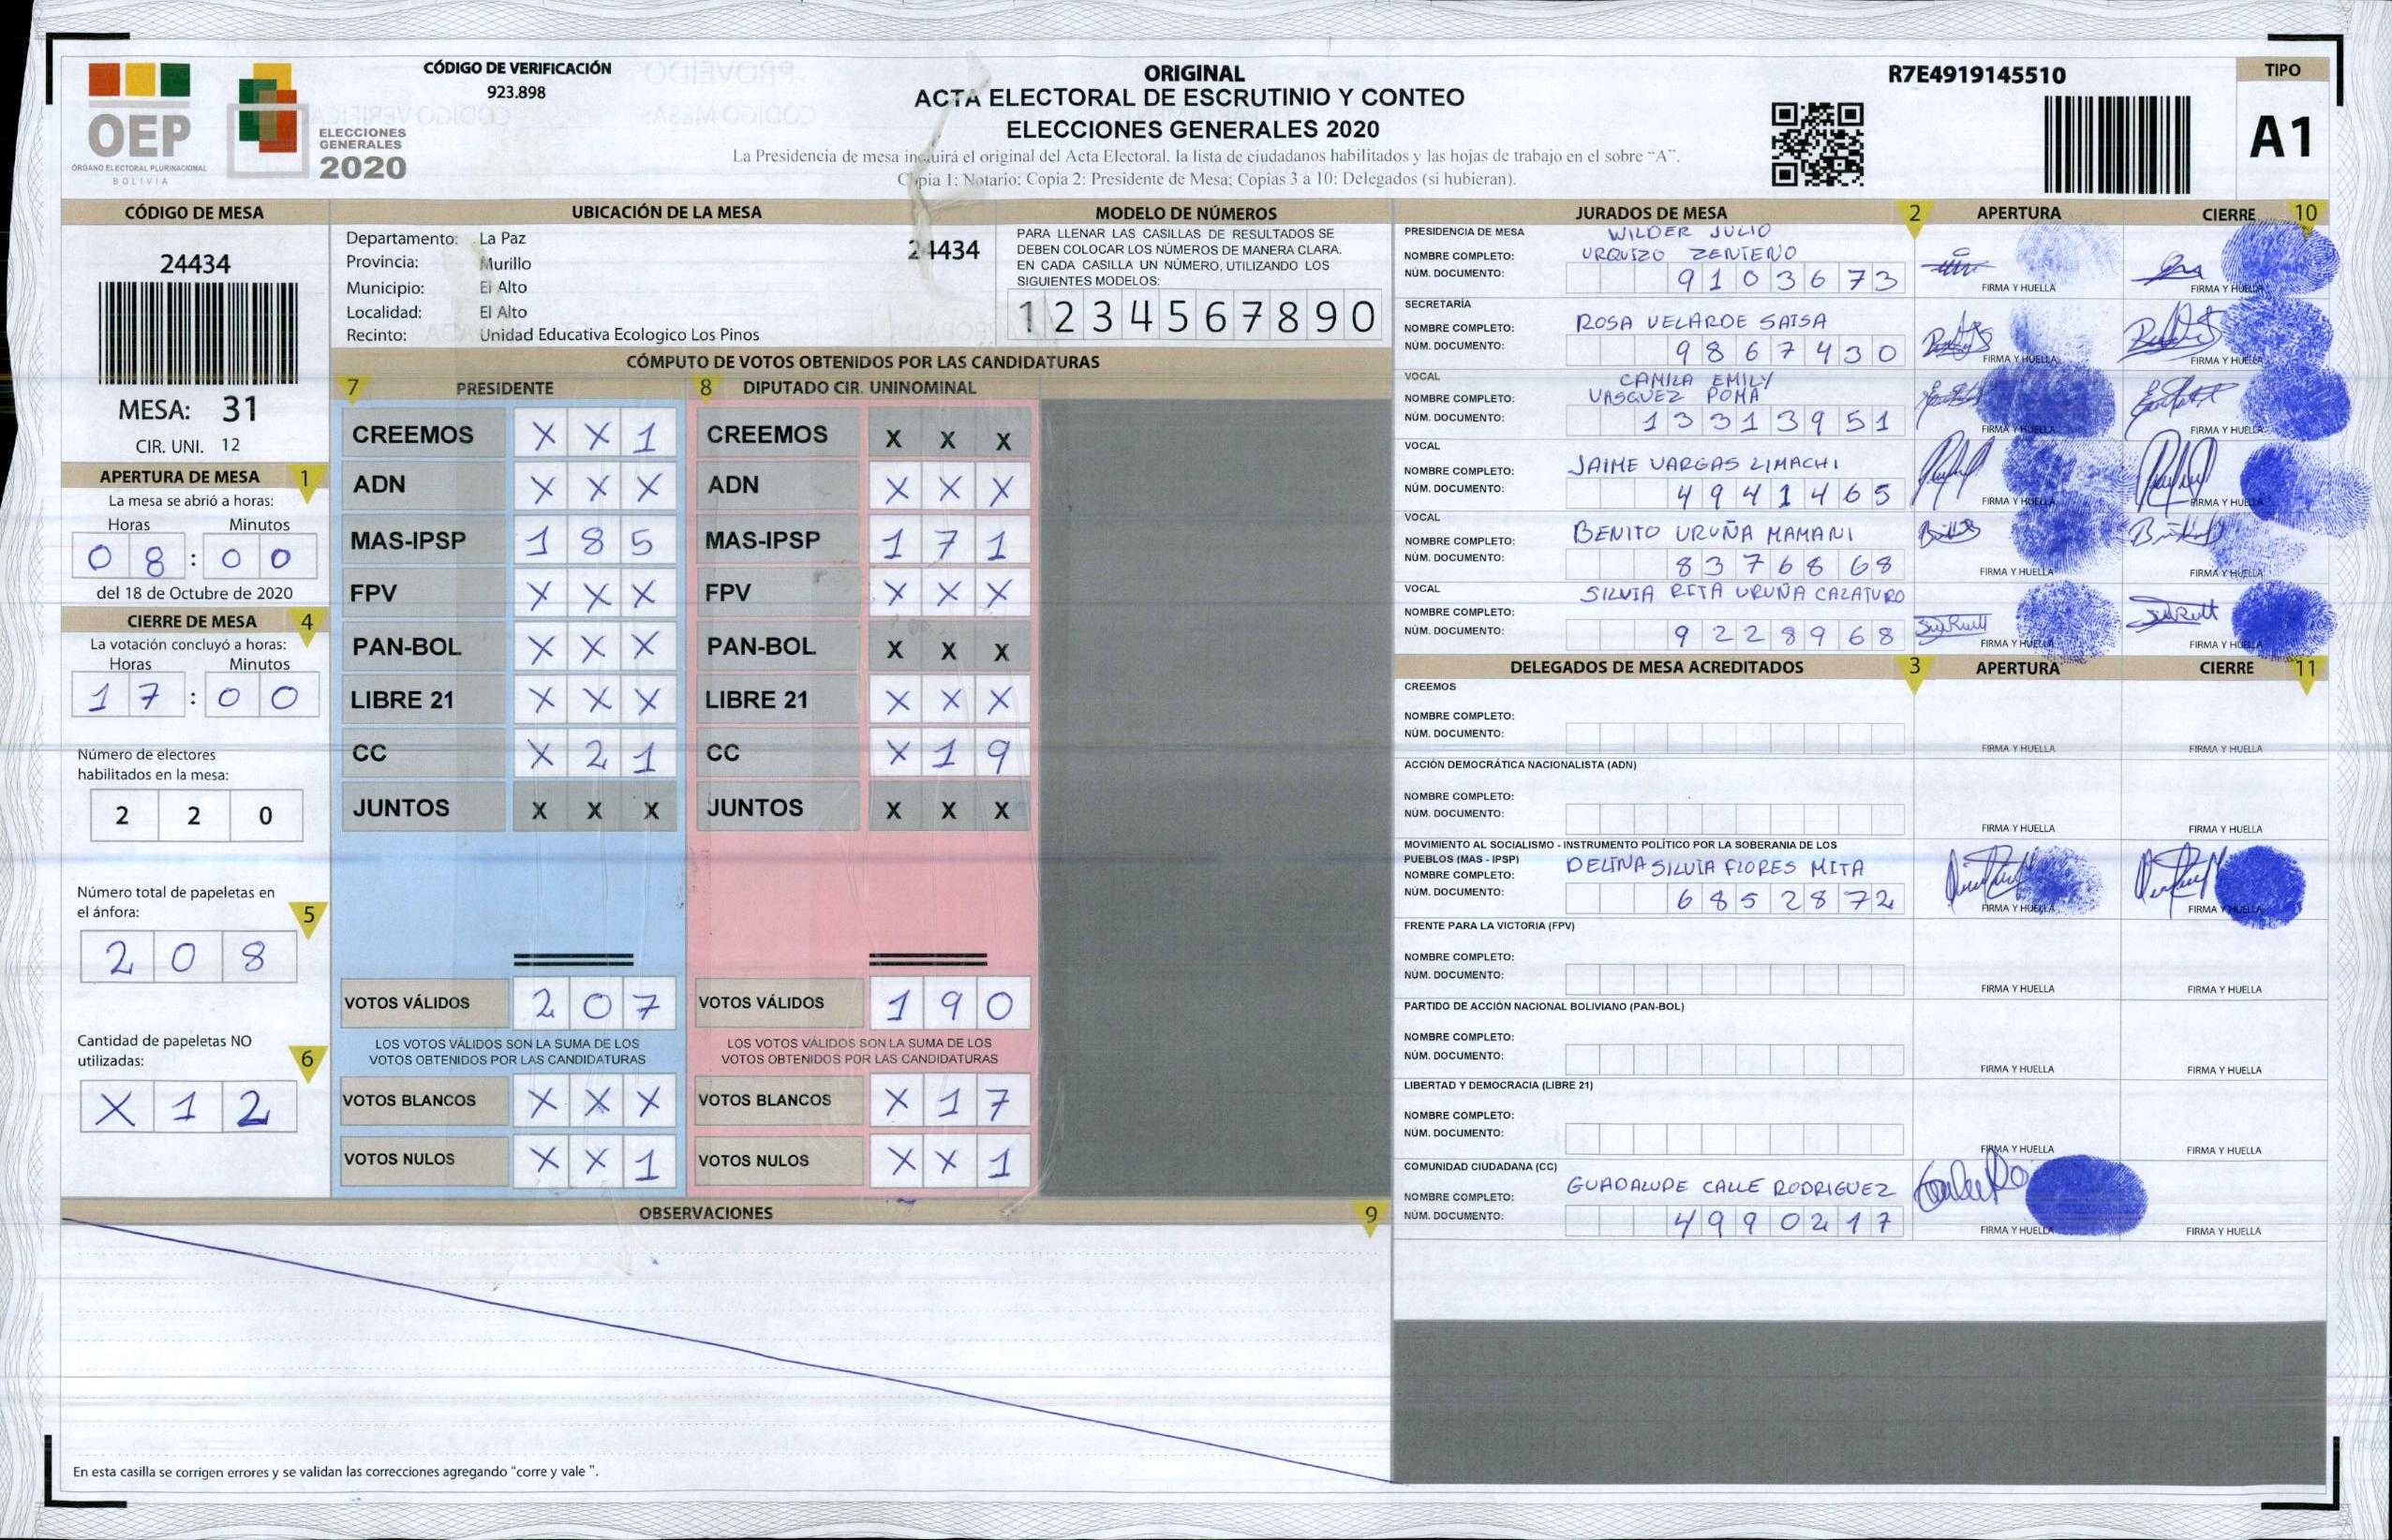 OEP
ÓRGANO ELECTORAL PLURINACIONAL
BOLIVIA
ELECCIONES
GENERALES
2020
CÓDIGO DE VERIFICACIÓN
923.898
ORIGINAL
ACTA ELECTORAL DE ESCRUTINIO Y CONTEO
ELECCIONES GENERALES 2020
La Presidencia de mesa incluirá el original del Acta Electoral, la lista de ciudadanos habilitados y las hojas de trabajo en el sobre "A".
Copia 1: Notario; Copia 2: Presidente de Mesa; Copias 3 a 10: Delegados (si hubieran).
R7E4919145510
TIPO
A1
CÓDIGO DE MESA
24434
MESA: 31
CIR. UNI. 12
APERTURA DE MESA 1
La mesa se abrió a horas:
Horas Minutos
0 8 : 0 0
del 18 de Octubre de 2020
CIERRE DE MESA 4
La votación concluyó a horas:
Horas Minutos
1 7 : 0 0
Número de electores
habilitados en la mesa:
2 2 0
Número total de papeletas en
el ánfora: 5
2 0 8
Cantidad de papeletas NO
utilizadas: 6
X 1 2
UBICACIÓN DE LA MESA
Departamento: La Paz 24434
Provincia: Murillo
Municipio: El Alto
Localidad: El Alto
Recinto: Unidad Educativa Ecologico Los Pinos
MODELO DE NÚMEROS
PARA LLENAR LAS CASILLAS DE RESULTADOS SE
DEBEN COLOCAR LOS NÚMEROS DE MANERA CLARA.
EN CADA CASILLA UN NÚMERO, UTILIZANDO LOS
SIGUIENTES MODELOS:
1 2 3 4 5 6 7 8 9 0
CÓMPUTO DE VOTOS OBTENIDOS POR LAS CANDIDATURAS
7 PRESIDENTE 8 DIPUTADO CIR. UNINOMINAL
CREEMOS X X 1 CREEMOS X X X
ADN X X X ADN X X X
MAS-IPSP 1 8 5 MAS-IPSP 1 7 1
FPV X X X FPV X X X
PAN-BOL X X X PAN-BOL X X X
LIBRE 21 X X X LIBRE 21 X X X
CC X 2 1 CC X 1 9
JUNTOS X X X JUNTOS X X X
VOTOS VÁLIDOS 2 0 7 VOTOS VÁLIDOS 1 9 0
LOS VOTOS VÁLIDOS SON LA SUMA DE LOS LOS VOTOS VÁLIDOS SON LA SUMA DE LOS
VOTOS OBTENIDOS POR LAS CANDIDATURAS VOTOS OBTENIDOS POR LAS CANDIDATURAS
VOTOS BLANCOS X X X VOTOS BLANCOS X 1 7
VOTOS NULOS X X 1 VOTOS NULOS X X 1
OBSERVACIONES 9
En esta casilla se corrigen errores y se validan las correcciones agregando "corre y vale ".
JURADOS DE MESA 2 APERTURA CIERRE 10
PRESIDENCIA DE MESA WILDER JULIO
NOMBRE COMPLETO: URQUIZO ZENTENO
NÚM. DOCUMENTO: 9 1 0 3 6 7 3
FIRMA Y HUELLA FIRMA Y HUELLA
SECRETARÍA
NOMBRE COMPLETO: ROSA VELARDE SAISA
NÚM. DOCUMENTO: 9 8 6 7 4 3 0
FIRMA Y HUELLA FIRMA Y HUELLA
VOCAL CAMILA EMILY
NOMBRE COMPLETO: VASQUEZ POMA
NÚM. DOCUMENTO: 1 3 3 1 3 9 5 1
FIRMA Y HUELLA FIRMA Y HUELLA
VOCAL
NOMBRE COMPLETO: JAIME VARGAS LIMACHI
NÚM. DOCUMENTO: 4 9 4 1 4 6 5
FIRMA Y HUELLA FIRMA Y HUELLA
VOCAL
NOMBRE COMPLETO: BENITO URUÑA MAMANI
NÚM. DOCUMENTO: 8 3 7 6 8 6 8
FIRMA Y HUELLA FIRMA Y HUELLA
VOCAL SILVIA RITA URUÑA CALATURO
NOMBRE COMPLETO:
NÚM. DOCUMENTO: 9 2 2 8 9 6 8
FIRMA Y HUELLA FIRMA Y HUELLA
DELEGADOS DE MESA ACREDITADOS 3 APERTURA CIERRE 11
CREEMOS
NOMBRE COMPLETO:
NÚM. DOCUMENTO:
FIRMA Y HUELLA FIRMA Y HUELLA
ACCIÓN DEMOCRÁTICA NACIONALISTA (ADN)
NOMBRE COMPLETO:
NÚM. DOCUMENTO:
FIRMA Y HUELLA FIRMA Y HUELLA
MOVIMIENTO AL SOCIALISMO - INSTRUMENTO POLÍTICO POR LA SOBERANIA DE LOS
PUEBLOS (MAS - IPSP)
NOMBRE COMPLETO: DELINA SILVIA FLORES MITA
NÚM. DOCUMENTO: 6 8 5 2 8 7 2
FIRMA Y HUELLA FIRMA Y HUELLA
FRENTE PARA LA VICTORIA (FPV)
NOMBRE COMPLETO:
NÚM. DOCUMENTO:
FIRMA Y HUELLA FIRMA Y HUELLA
PARTIDO DE ACCIÓN NACIONAL BOLIVIANO (PAN-BOL)
NOMBRE COMPLETO:
NÚM. DOCUMENTO:
FIRMA Y HUELLA FIRMA Y HUELLA
LIBERTAD Y DEMOCRACIA (LIBRE 21)
NOMBRE COMPLETO:
NÚM. DOCUMENTO:
FIRMA Y HUELLA FIRMA Y HUELLA
COMUNIDAD CIUDADANA (CC)
NOMBRE COMPLETO: GUADALUPE CALLE RODRIGUEZ
NÚM. DOCUMENTO: 4 9 9 0 2 1 7
FIRMA Y HUELLA FIRMA Y HUELLA